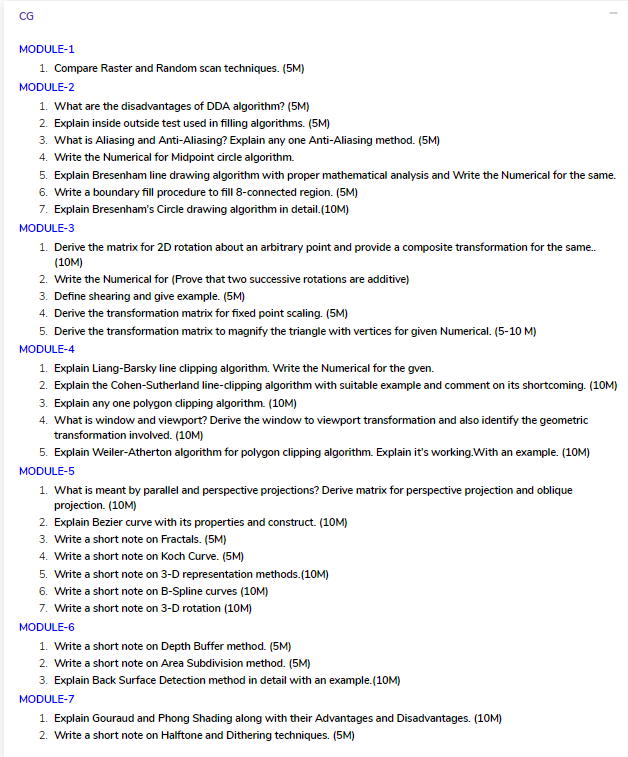 CG
MODULE-1
1. Compare Raster and Random scan techniques. (5M)
MODULE-2
1. What are the disadvantages of DDA algorithm? (5M)
2. Explain inside outside test used in filling algorithms. (5M)
3. What is Aliasing and Anti-Aliasing? Explain any one Anti-Aliasing method. (5M)
4. Write the Numerical for Midpoint circle algorithm.
5. Explain Bresenham line drawing algorithm with proper mathematical analysis and Write the Numerical for the same.
6. Write a boundary fill procedure to fill 8-connected region. (5M)
7. Explain Bresenham's Circle drawing algorithm in detail.(10M)
MODULE-3
1. Derive the matrix for 2D rotation about an arbitrary point and provide a composite transformation for the same..
(10M)
2. Write the Numerical for (Prove that two successive rotations are additive)
3. Define shearing and give example. (5M)
4. Derive the transformation matrix for fixed point scaling. (5M)
5. Derive the transformation matrix to magnify the triangle with vertices for given Numerical. (5-10 M)
MODULE-4
1. Explain Liang-Barsky line clipping algorithm. Write the Numerical for the gven.
2. Explain the Cohen-Sutherland line-clipping algorithm with suitable example and comment on its shortcoming. (10M)
3. Explain any one polygon clipping algorithm. (10M)
4. What is window and viewport? Derive the window to viewport transformation and also identify the geometric
transformation involved. (10M)
5. Explain Weiler-Atherton algorithm for polygon clipping algorithm. Explain it's working.With an example. (10M)
MODULE-5
1. What is meant by parallel and perspective projections? Derive matrix for perspective projection and oblique
projection. (10M)
2. Explain Bezier curve with its properties and construct. (10M)
3. Write a short note on Fractals. (5M)
4. Write a short note on Koch Curve. (5M)
5. Write a short note on 3-D representation methods.(10M)
6. Write a short note on B-Spline curves (10M)
7. Write a short note on 3-D rotation (10M)
MODULE-6
1. Write a short note on Depth Buffer method. (5M)
2. Write a short note on Area Subdivision method. (5M)
3. Explain Back Surface Detection method in detail with an example.(10M)
MODULE-7
1. Explain Gouraud and Phong Shading along with their Advantages and Disadvantages. (10M)
2. Write a short note on Halftone and Dithering techniques. (5M)